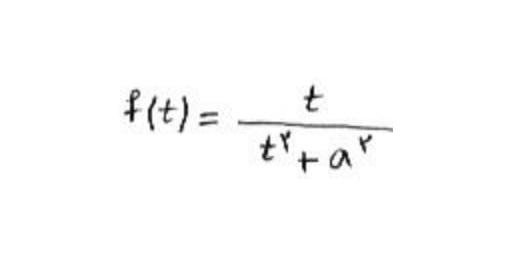 f(t) = t / (t^۲ + a^۲)